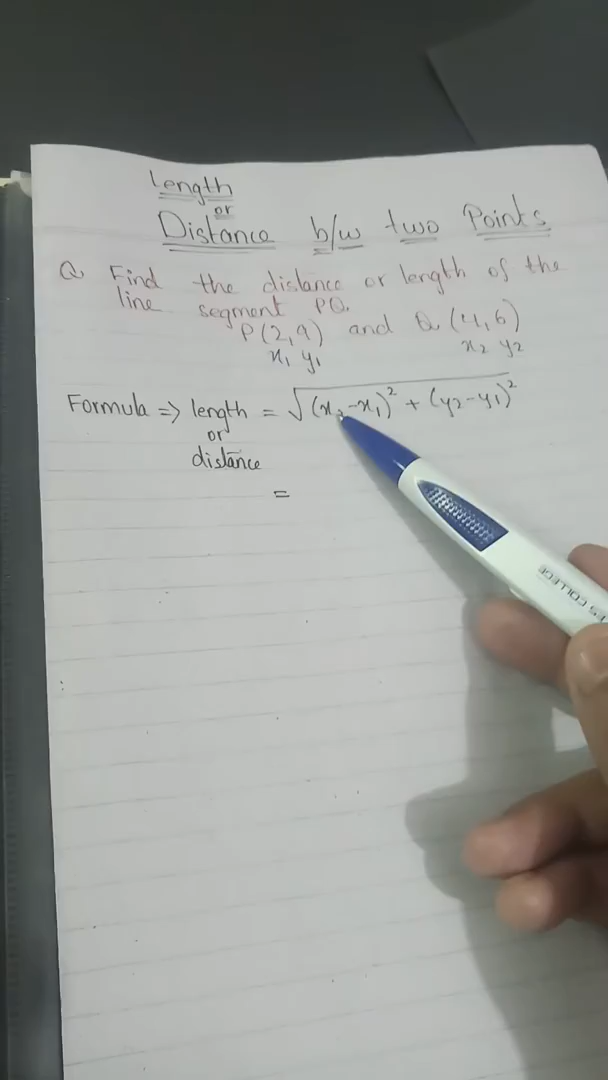 Length
or
Distance b/w two Points
Q Find the distance or length of the
line segment PQ.
P(2,9) and Q(4,6)
x₁ y₁ x₂ y₂
Formula => length = √(x₂-x₁)² + (y₂-y₁)²
or
distance
=
COLLEGE